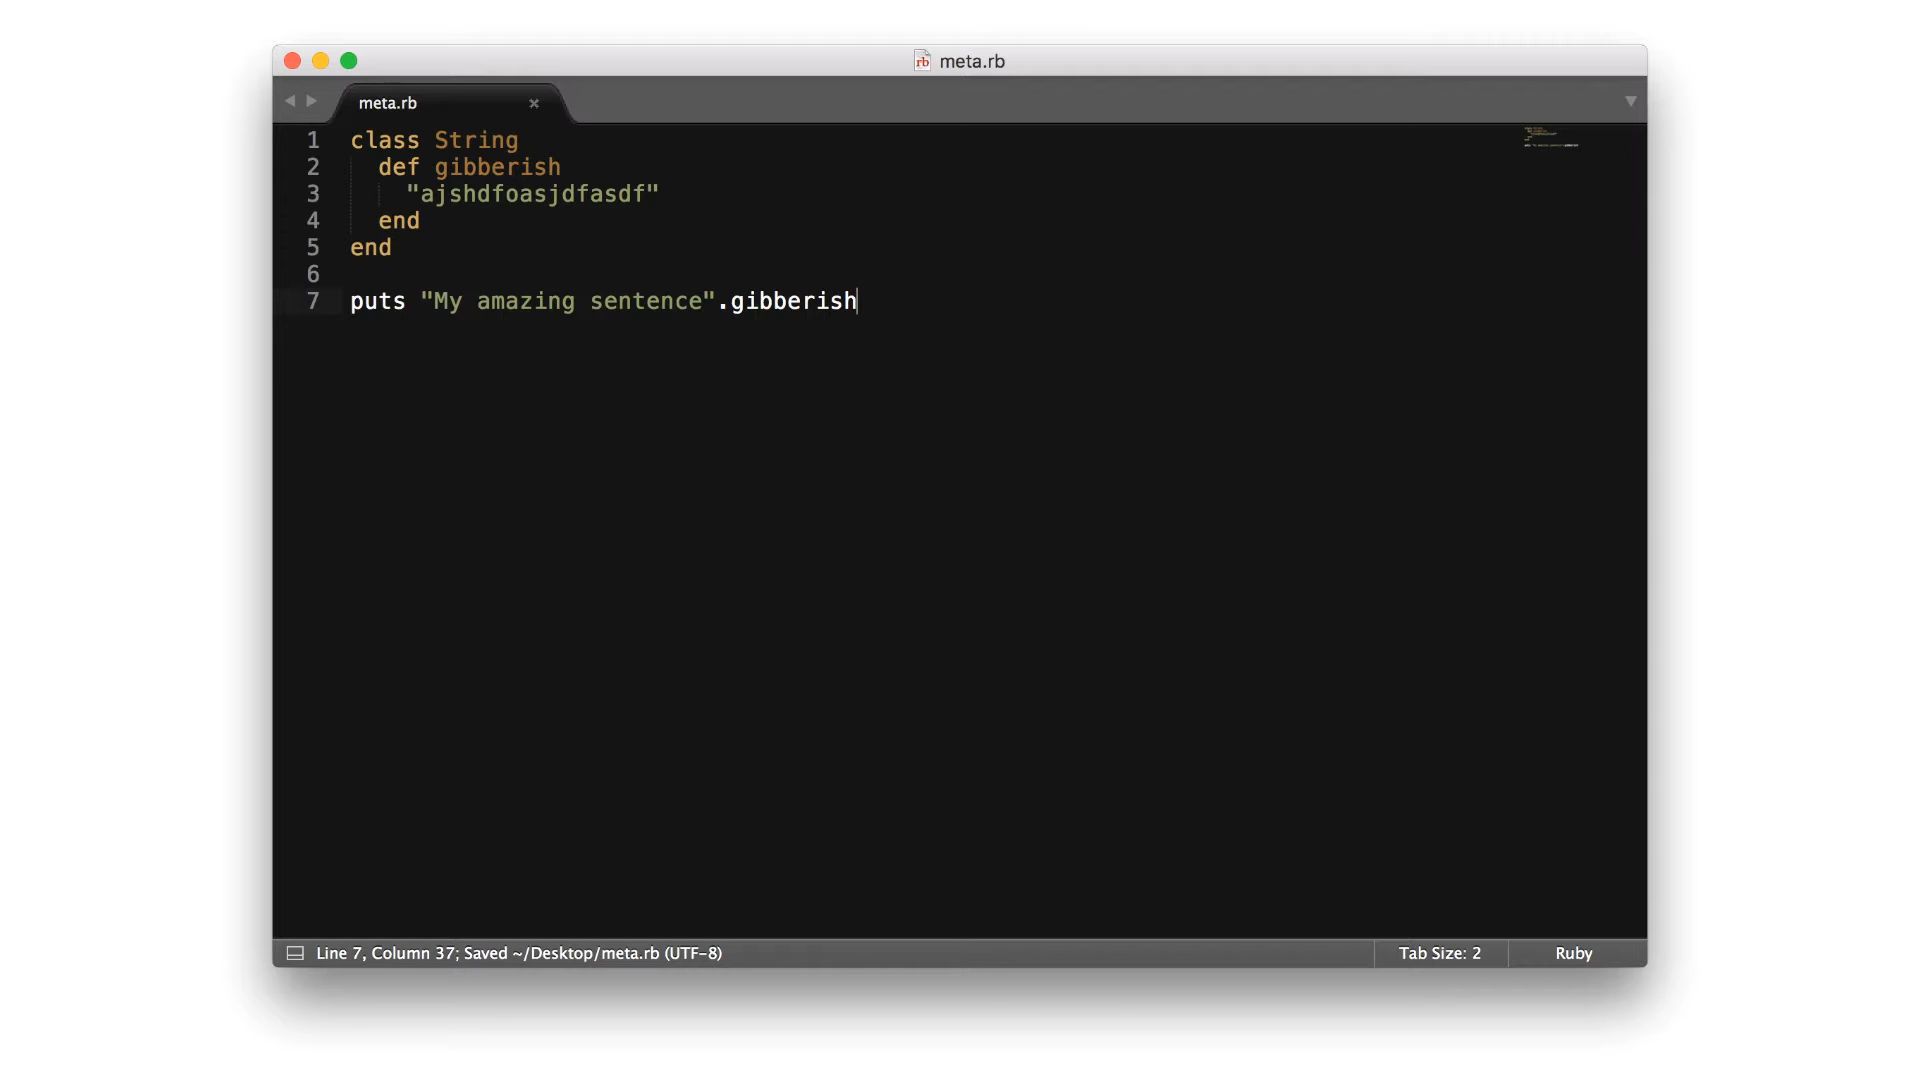 rb meta.rb
meta.rb ×
1 class String
2   def gibberish
3     "ajshdfoasjdfasdf"
4   end
5 end
6
7 puts "My amazing sentence".gibberish
Line 7, Column 37; Saved ~/Desktop/meta.rb (UTF-8) Tab Size: 2 Ruby